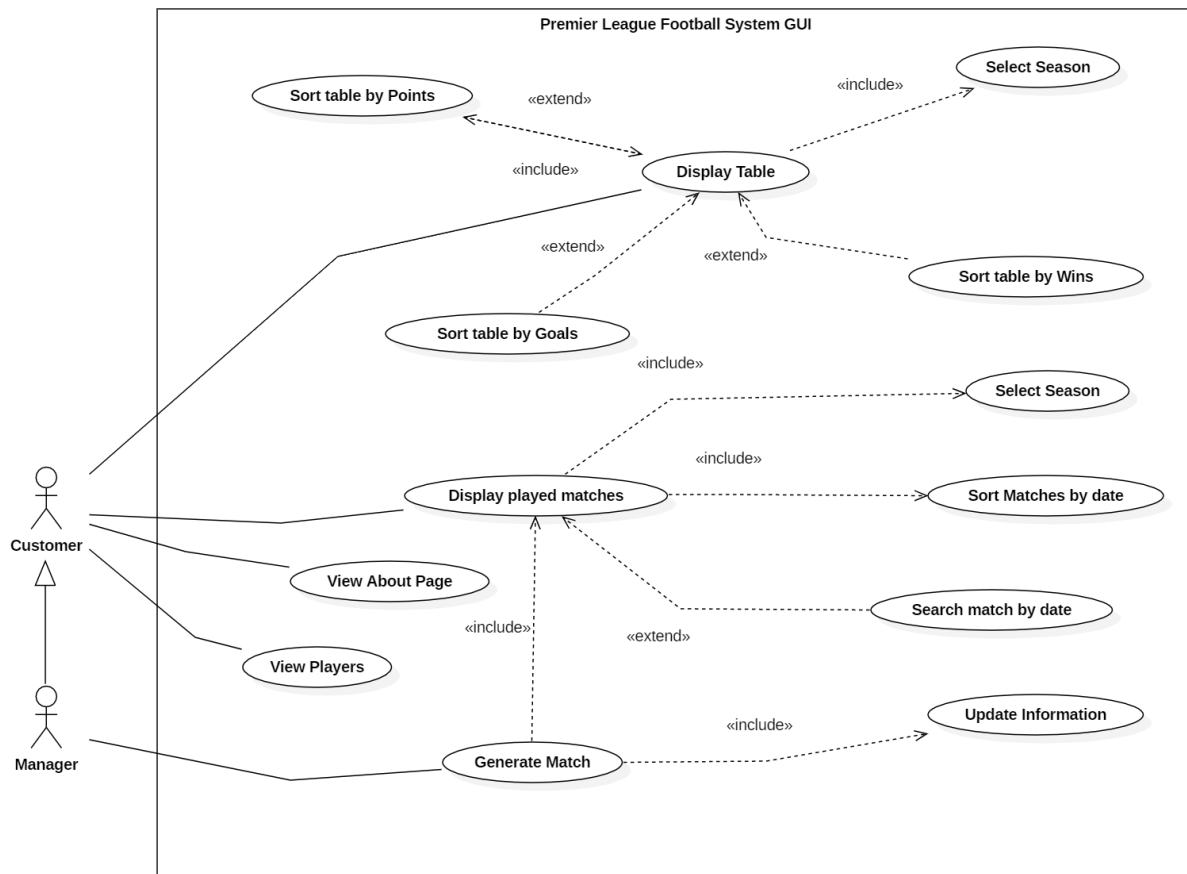 Premier League Football System GUI
Select Season
Sort table by Points
«extend»
«include»
«include»
Display Table
«extend»
«extend»
Sort table by Wins
Sort table by Goals
«include»
Select Season
«include»
Display played matches
Sort Matches by date
Customer
View About Page
Search match by date
«include»
«extend»
View Players
Update Information
«include»
Manager
Generate Match